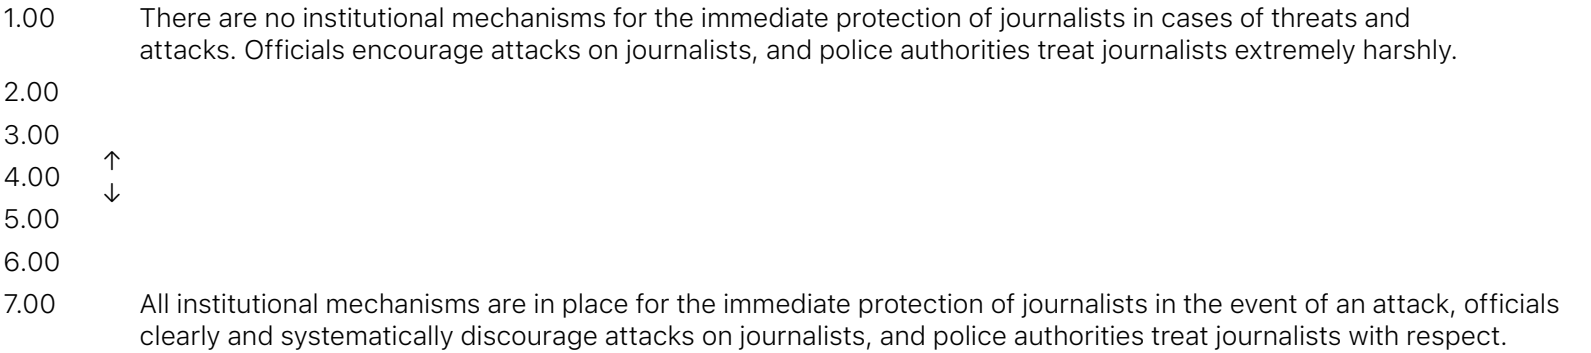 1.00 There are no institutional mechanisms for the immediate protection of journalists in cases of threats and
attacks. Officials encourage attacks on journalists, and police authorities treat journalists extremely harshly.
2.00
3.00
↑
4.00
↓
5.00
6.00
7.00 All institutional mechanisms are in place for the immediate protection of journalists in the event of an attack, officials
clearly and systematically discourage attacks on journalists, and police authorities treat journalists with respect.